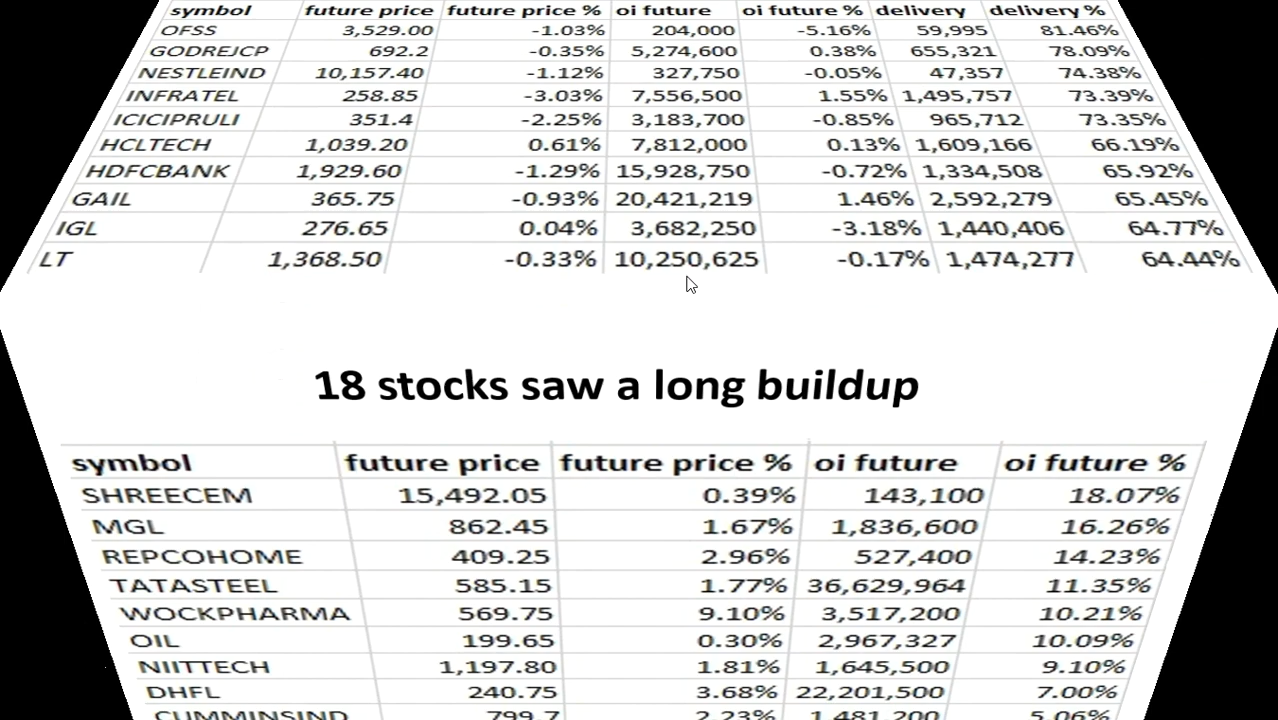 symbol future price future price % oi future oi future % delivery delivery %
OFSS 3,529.00 -1.03% 204,000 -5.16% 59,995 81.46%
GODREJCP 692.2 -0.35% 5,274,600 0.38% 655,321 78.09%
NESTLEIND 10,157.40 -1.12% 327,750 -0.05% 47,357 74.38%
INFRATEL 258.85 -3.03% 7,556,500 1.55% 1,495,757 73.39%
ICICIPRULI 351.4 -2.25% 3,183,700 -0.85% 965,712 73.35%
HCLTECH 1,039.20 0.61% 7,812,000 0.13% 1,609,166 66.19%
HDFCBANK 1,929.60 -1.29% 15,928,750 -0.72% 1,334,508 65.92%
GAIL 365.75 -0.93% 20,421,219 1.46% 2,592,279 65.45%
IGL 276.65 0.04% 3,682,250 -3.18% 1,440,406 64.77%
LT 1,368.50 -0.33% 10,250,625 -0.17% 1,474,277 64.44%
18 stocks saw a long buildup
symbol future price future price % oi future oi future %
SHREECEM 15,492.05 0.39% 143,100 18.07%
MGL 862.45 1.67% 1,836,600 16.26%
REPCOHOME 409.25 2.96% 527,400 14.23%
TATASTEEL 585.15 1.77% 36,629,964 11.35%
WOCKPHARMA 569.75 9.10% 3,517,200 10.21%
OIL 199.65 0.30% 2,967,327 10.09%
NIITTECH 1,197.80 1.81% 1,645,500 9.10%
DHFL 240.75 3.68% 22,201,500 7.00%
CUMMINSIND 799.7 2.23% 1,481,200 5.06%